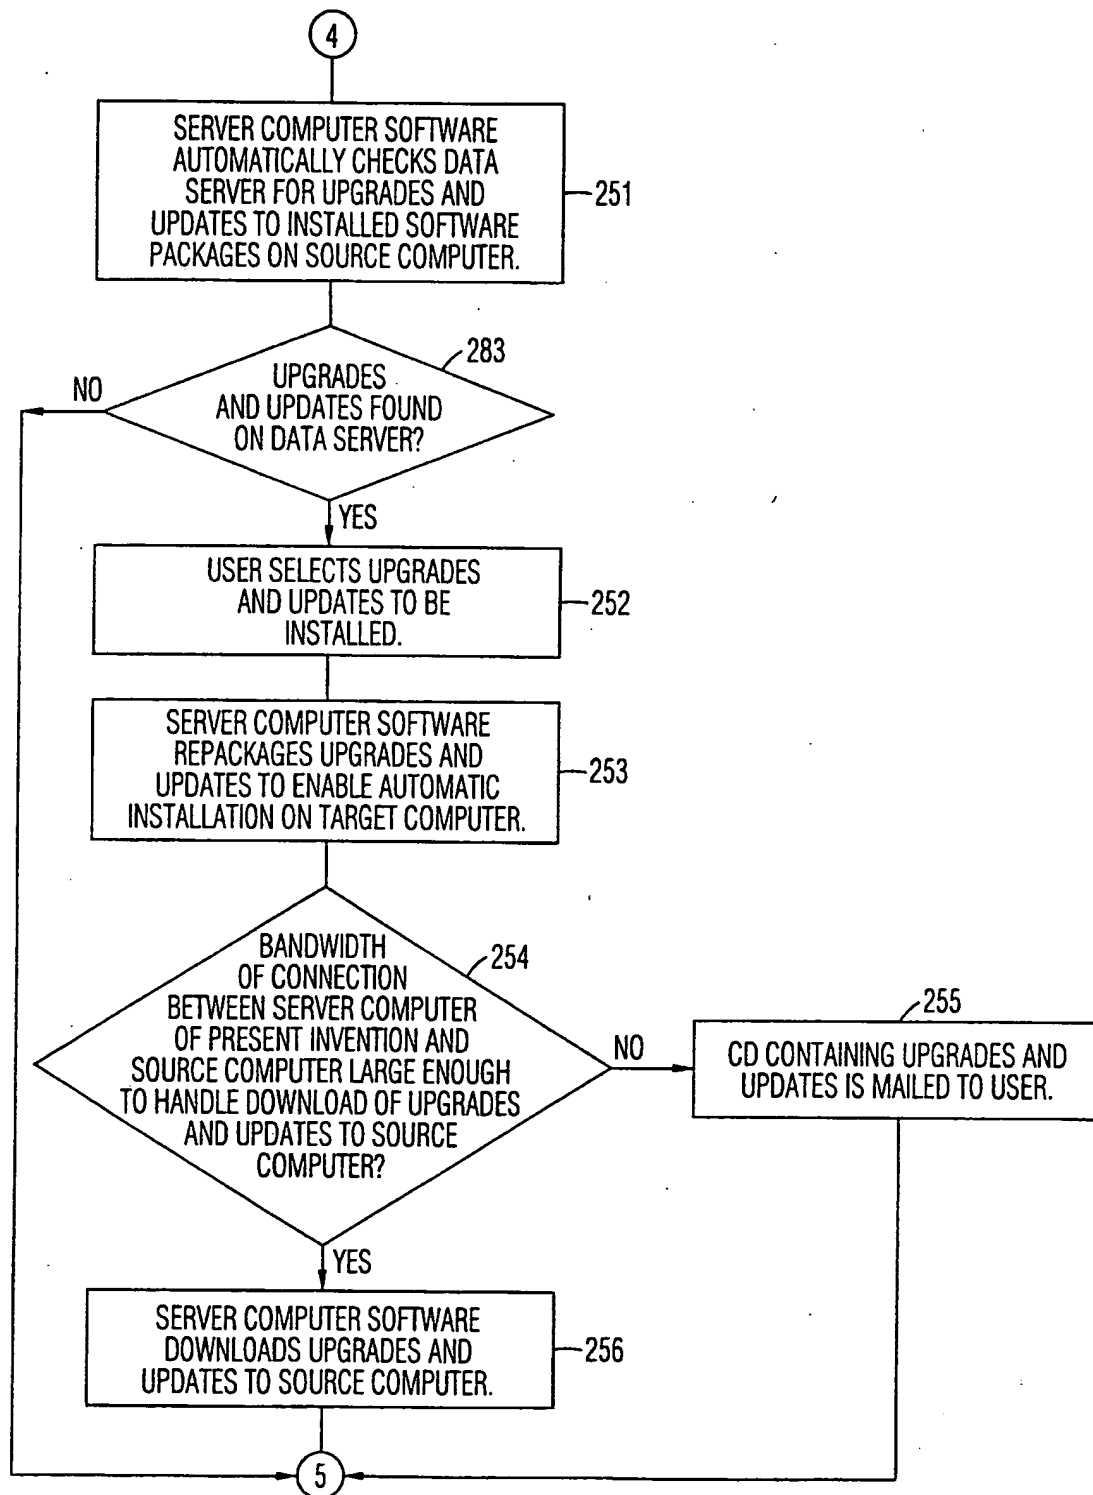 4
SERVER COMPUTER SOFTWARE
AUTOMATICALLY CHECKS DATA
SERVER FOR UPGRADES AND
UPDATES TO INSTALLED SOFTWARE
PACKAGES ON SOURCE COMPUTER.
251
283
NO
UPGRADES
AND UPDATES FOUND
ON DATA SERVER?
YES
USER SELECTS UPGRADES
AND UPDATES TO BE
INSTALLED.
252
SERVER COMPUTER SOFTWARE
REPACKAGES UPGRADES AND
UPDATES TO ENABLE AUTOMATIC
INSTALLATION ON TARGET COMPUTER.
253
BANDWIDTH
OF CONNECTION
BETWEEN SERVER COMPUTER
OF PRESENT INVENTION AND
SOURCE COMPUTER LARGE ENOUGH
TO HANDLE DOWNLOAD OF UPGRADES
AND UPDATES TO SOURCE
COMPUTER?
254
NO
255
CD CONTAINING UPGRADES AND
UPDATES IS MAILED TO USER.
YES
SERVER COMPUTER SOFTWARE
DOWNLOADS UPGRADES AND
UPDATES TO SOURCE COMPUTER.
256
5